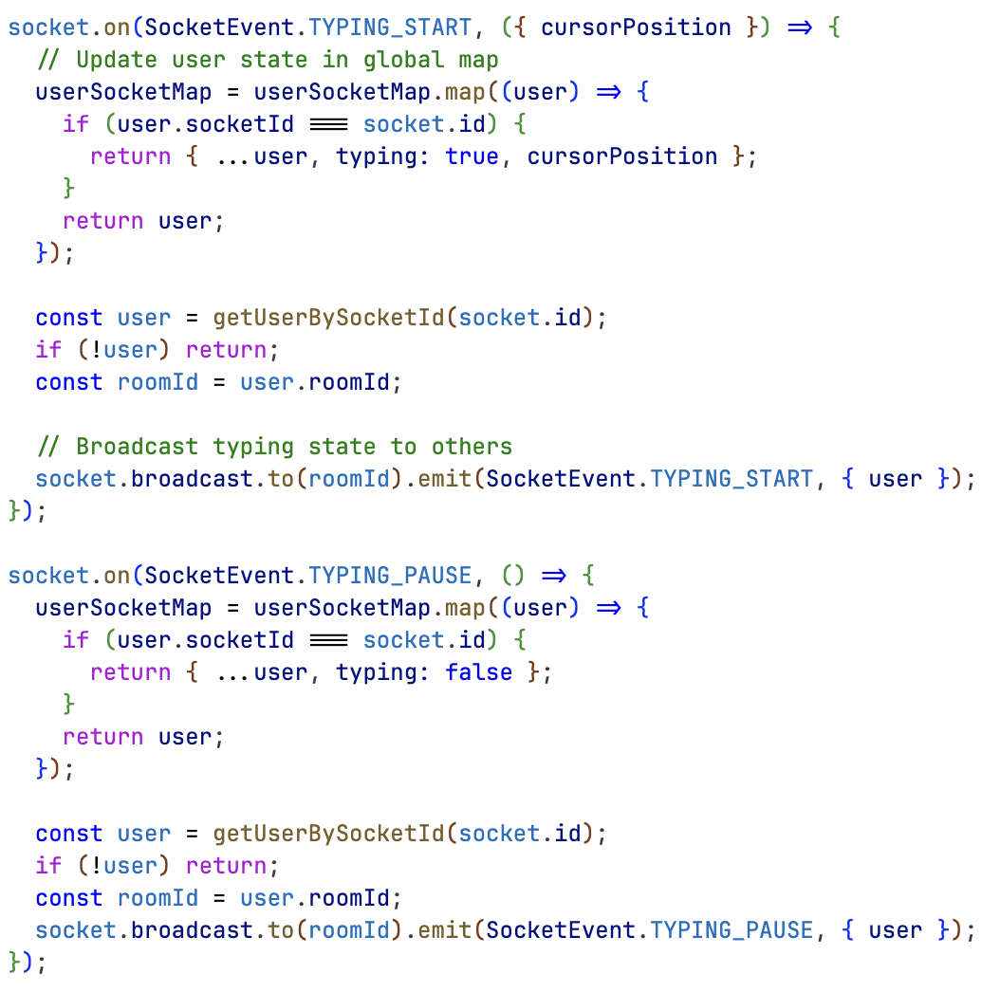 socket.on(SocketEvent.TYPING_START, ({ cursorPosition }) => {
  // Update user state in global map
  userSocketMap = userSocketMap.map((user) => {
    if (user.socketId === socket.id) {
      return { ...user, typing: true, cursorPosition };
    }
    return user;
  });

  const user = getUserBySocketId(socket.id);
  if (!user) return;
  const roomId = user.roomId;

  // Broadcast typing state to others
  socket.broadcast.to(roomId).emit(SocketEvent.TYPING_START, { user });
});

socket.on(SocketEvent.TYPING_PAUSE, () => {
  userSocketMap = userSocketMap.map((user) => {
    if (user.socketId === socket.id) {
      return { ...user, typing: false };
    }
    return user;
  });

  const user = getUserBySocketId(socket.id);
  if (!user) return;
  const roomId = user.roomId;
  socket.broadcast.to(roomId).emit(SocketEvent.TYPING_PAUSE, { user });
});